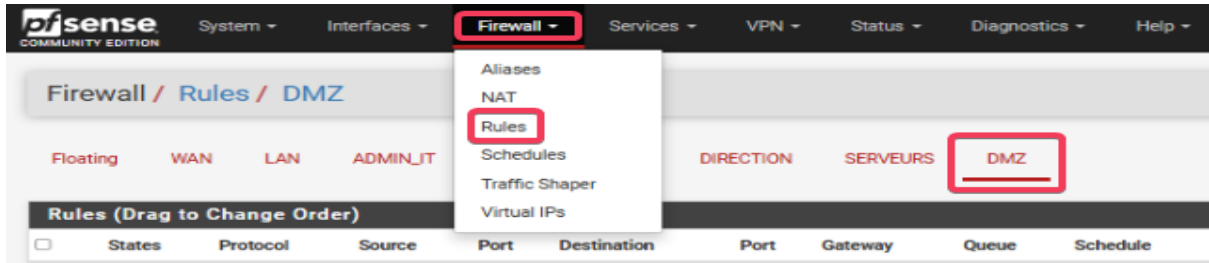 pfsense System Interfaces Firewall Services VPN Status Diagnostics Help
COMMUNITY EDITION
Aliases
Firewall / Rules / DMZ
NAT
Rules
Floating WAN LAN ADMIN_IT DIRECTION SERVEURS DMZ
Schedules
Traffic Shaper
Virtual IPs
Rules (Drag to Change Order)
States Protocol Source Port Destination Port Gateway Queue Schedule